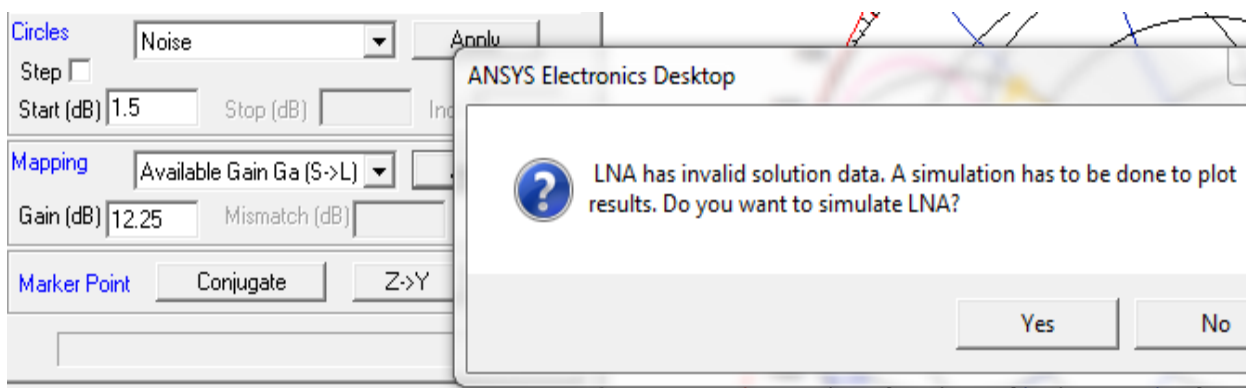 Circles
Noise
Apply
Step
Start (dB) 1.5 Stop (dB)
ANSYS Electronics Desktop
LNA has invalid solution data. A simulation has to be done to plot
results. Do you want to simulate LNA?
Yes No
Mapping
Available Gain Ga (S->L)
Gain (dB) 12.25 Mismatch (dB)
Marker Point Conjugate Z->Y